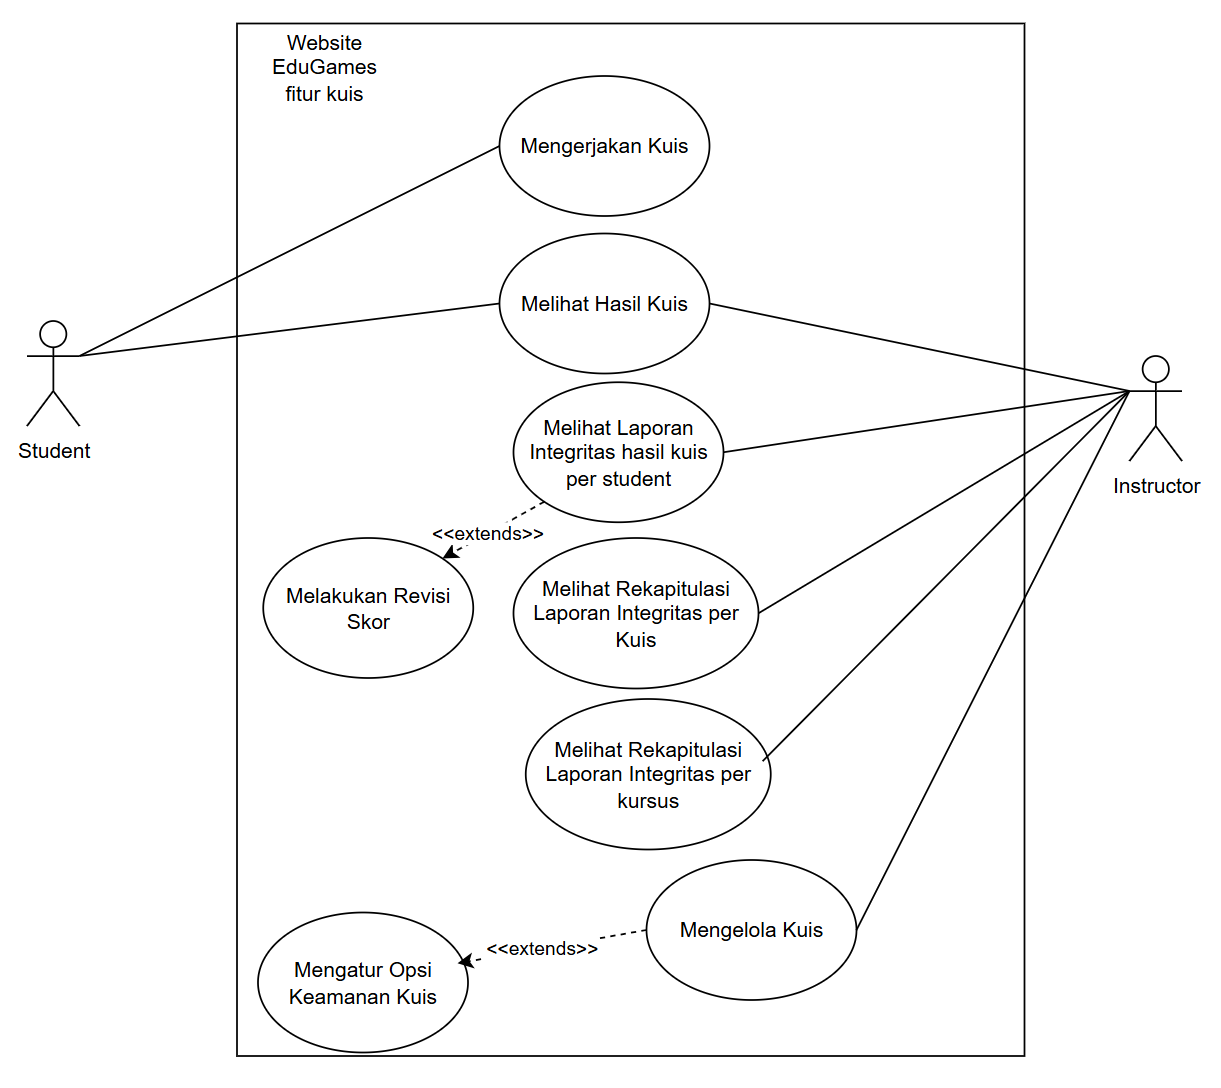 Website
EduGames
fitur kuis
Mengerjakan Kuis
Melihat Hasil Kuis
Student
Melihat Laporan
Integritas hasil kuis
per student
Instructor
<<extends>>
Melakukan Revisi
Skor
Melihat Rekapitulasi
Laporan Integritas per
Kuis
Melihat Rekapitulasi
Laporan Integritas per
kursus
Mengelola Kuis
<<extends>>
Mengatur Opsi
Keamanan Kuis